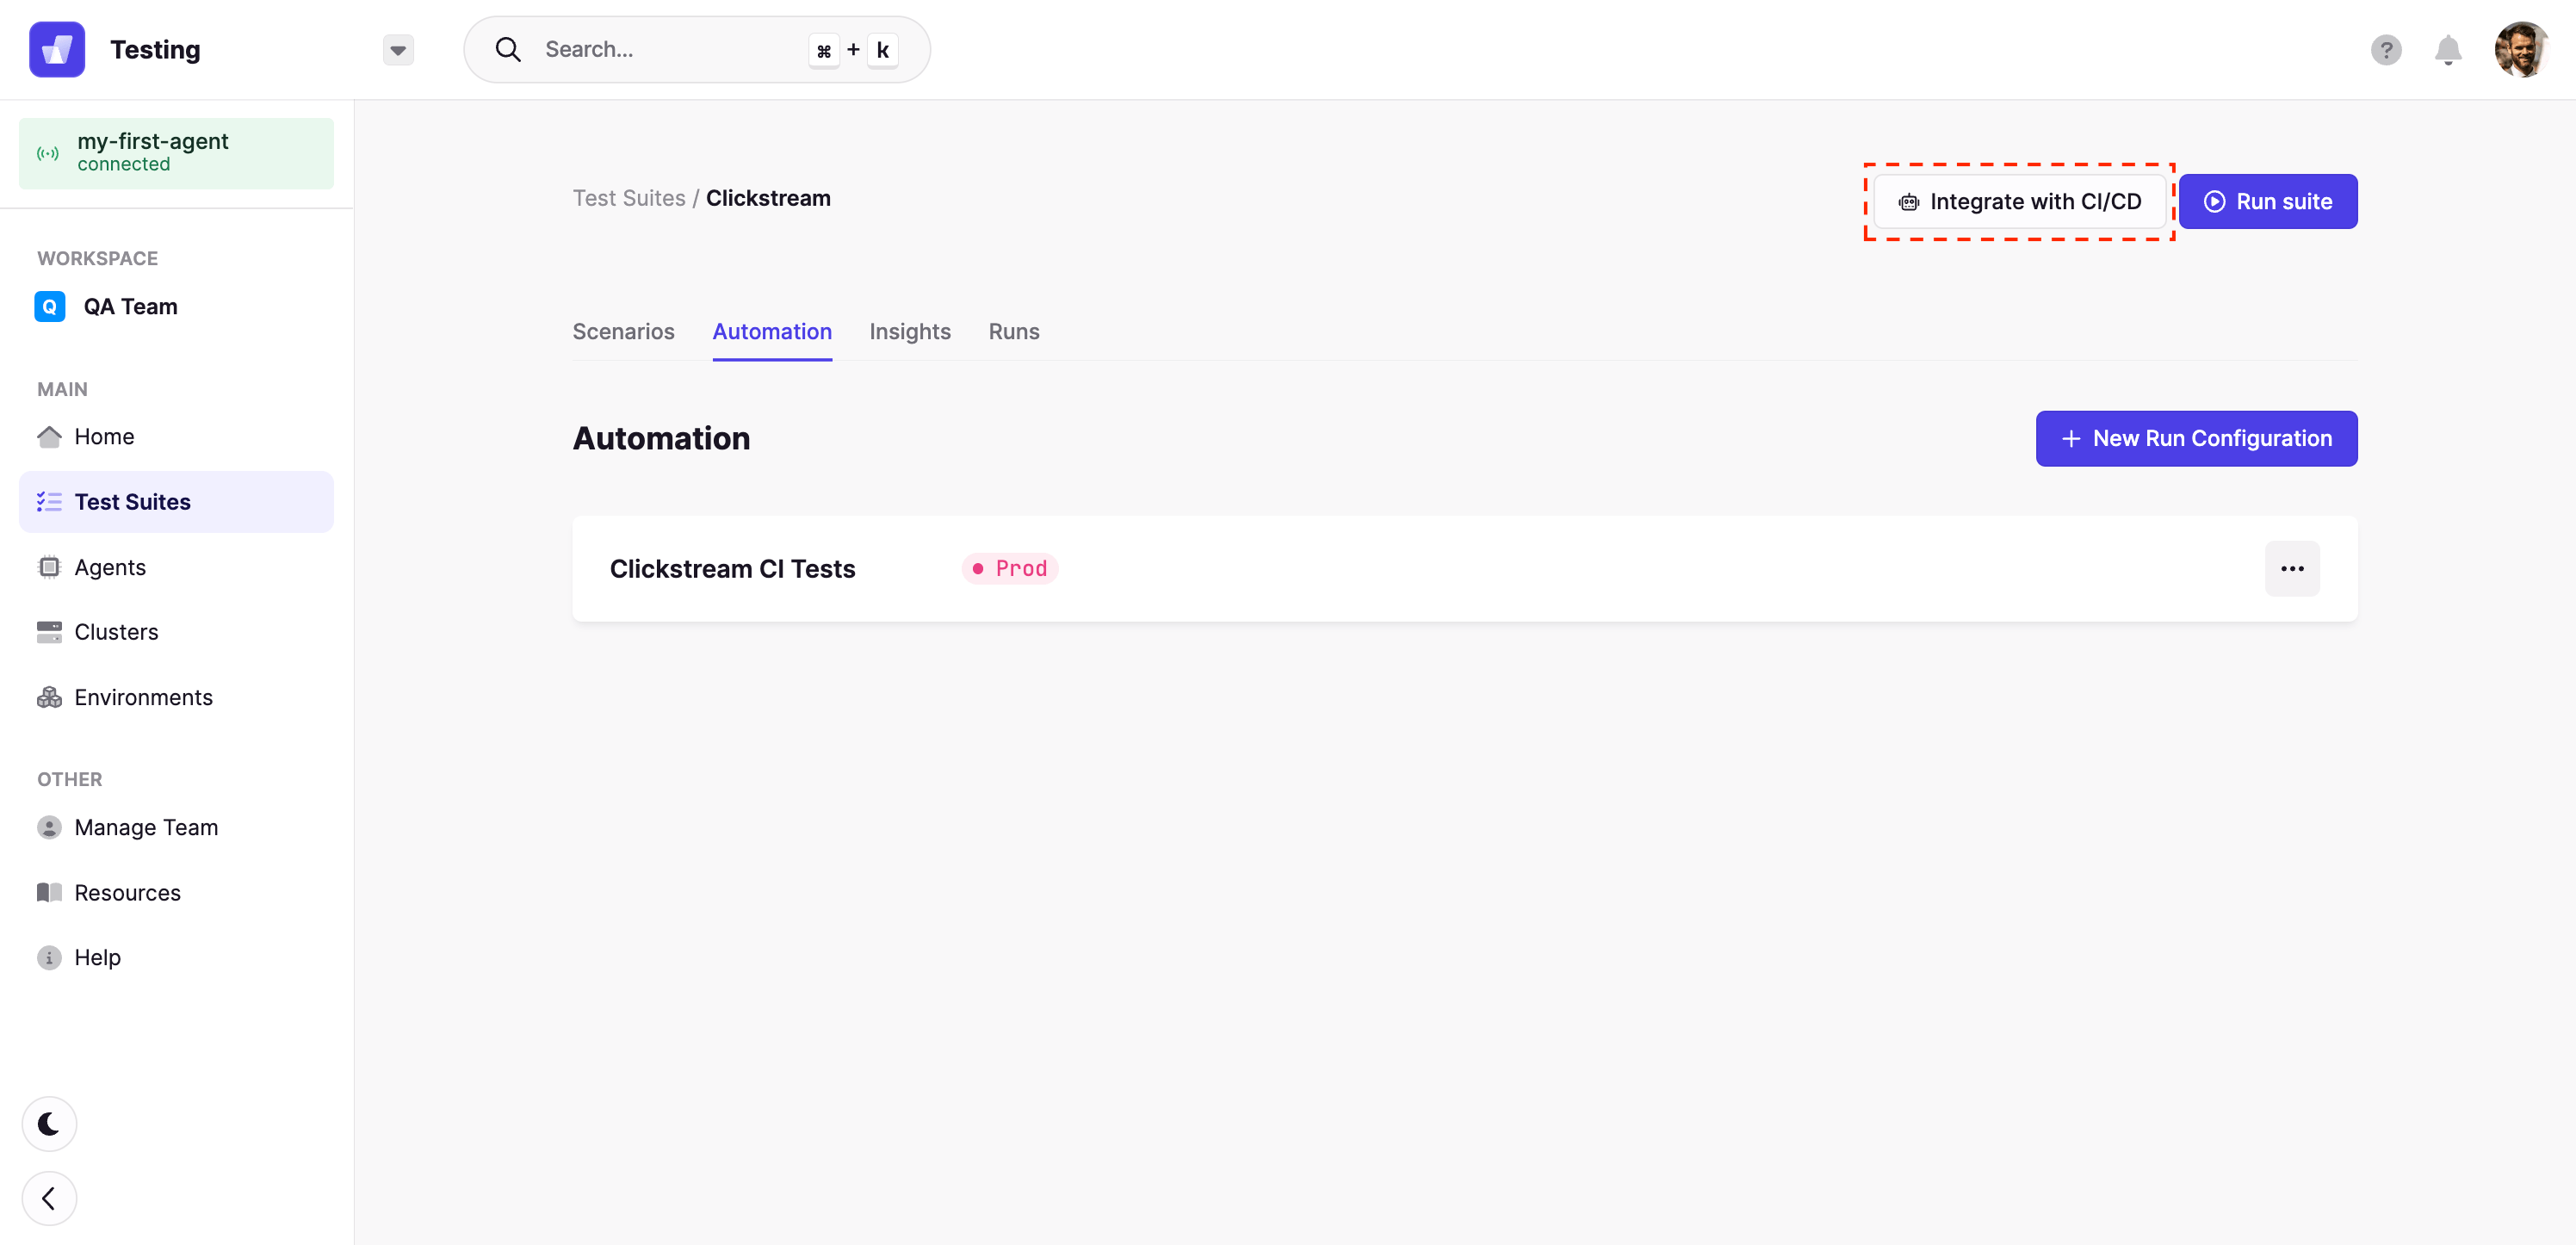 Testing
Search...
⌘ + k
?
my-first-agent
connected
Test Suites / Clickstream
Integrate with CI/CD
Run suite
WORKSPACE
Q QA Team
Scenarios Automation Insights Runs
MAIN
Home
Automation
+ New Run Configuration
Test Suites
Clickstream CI Tests
Prod
Agents
Clusters
Environments
OTHER
Manage Team
Resources
Help